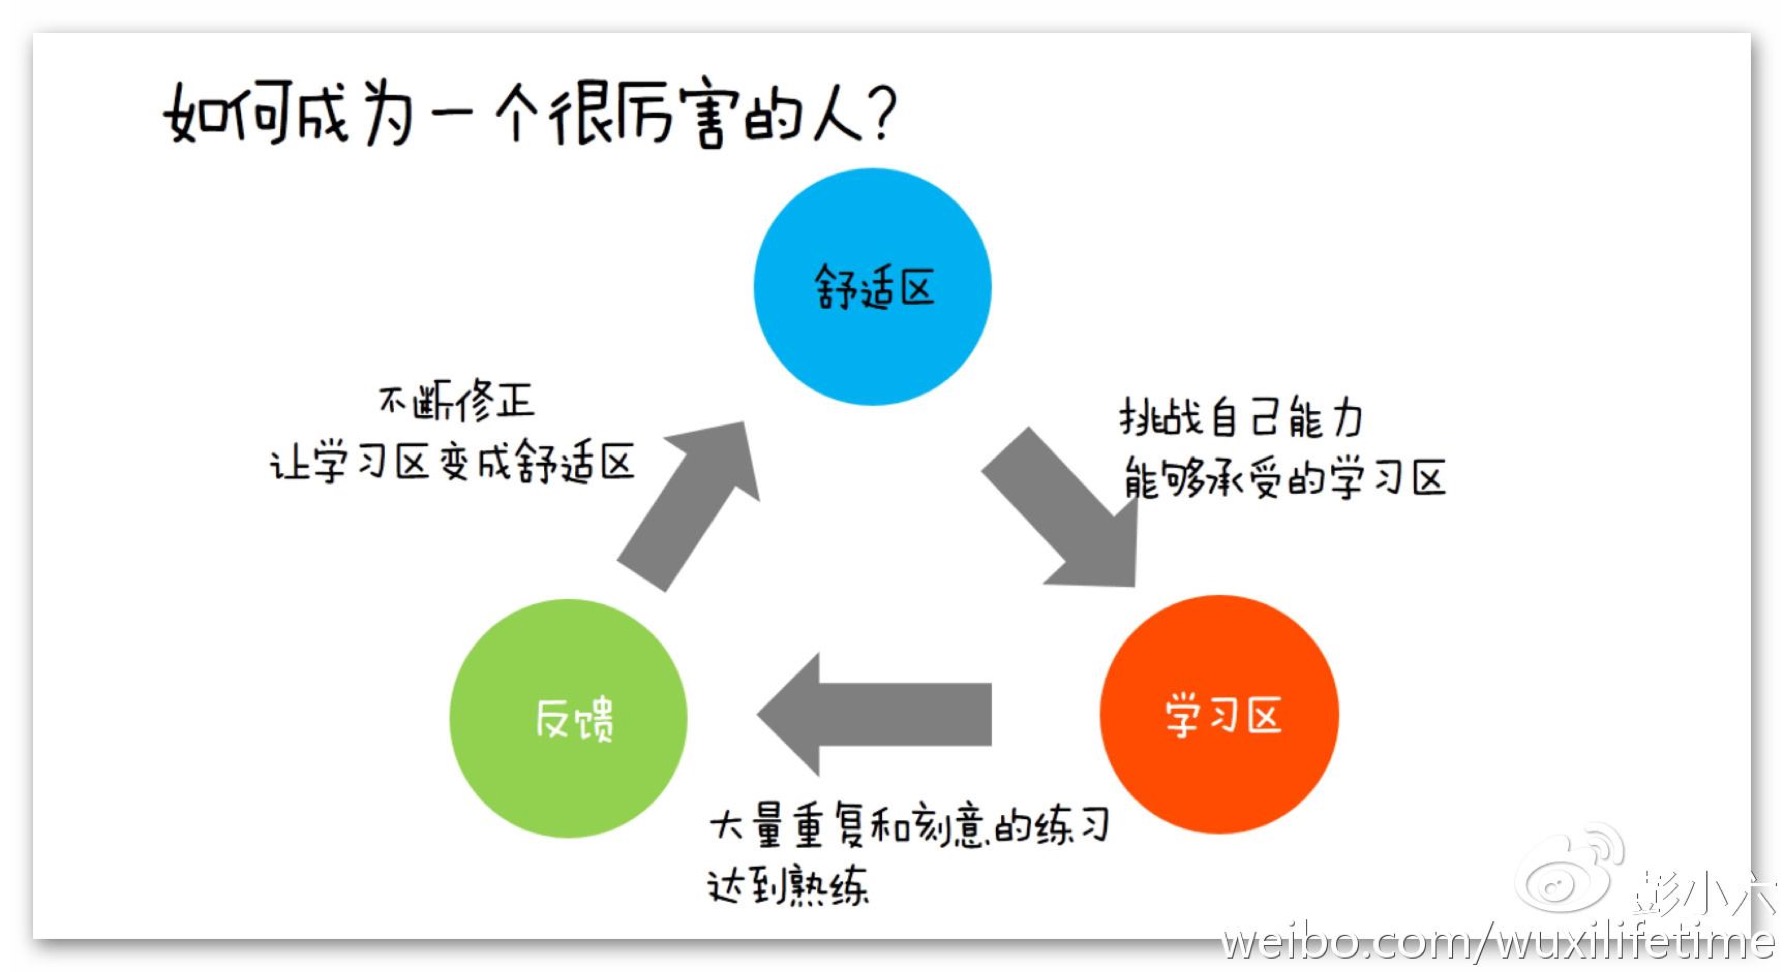 如何成为一个很厉害的人?
舒适区
不断修正
让学习区变成舒适区
挑战自己能力
能够承受的学习区
反馈
学习区
大量重复和刻意的练习
达到熟练
彭小六
weibo.com/wuxilifetime